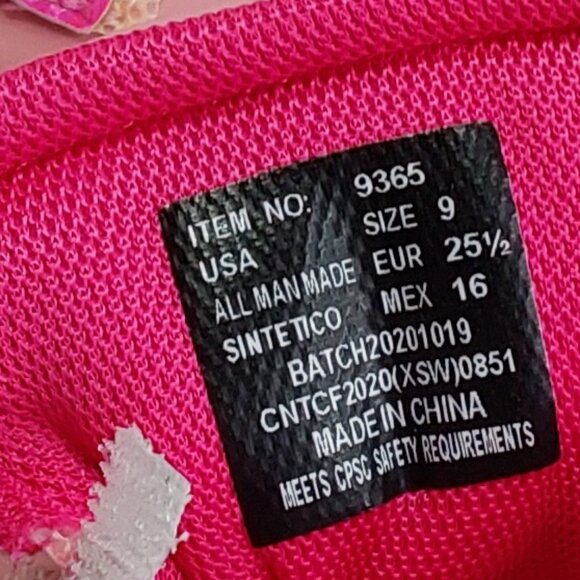 ITEM NO: 9365
USA SIZE 9
ALL MAN MADE EUR 25½
SINTETICO MEX 16
BATCH20201019
CNTCF2020(XSW)0851
MADE IN CHINA
MEETS CPSC SAFETY REQUIREMENTS